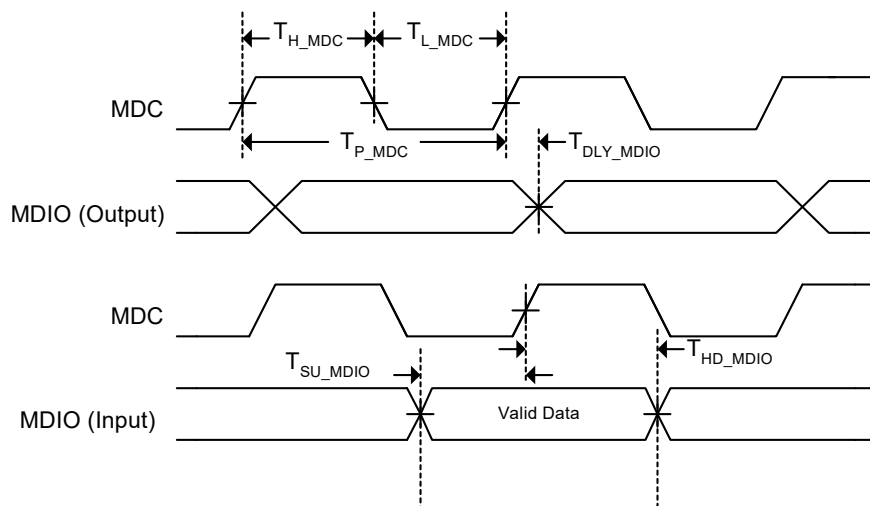 T_H_MDC T_L_MDC
MDC
T_P_MDC T_DLY_MDIO
MDIO (Output)
MDC
T_SU_MDIO T_HD_MDIO
MDIO (Input) Valid Data